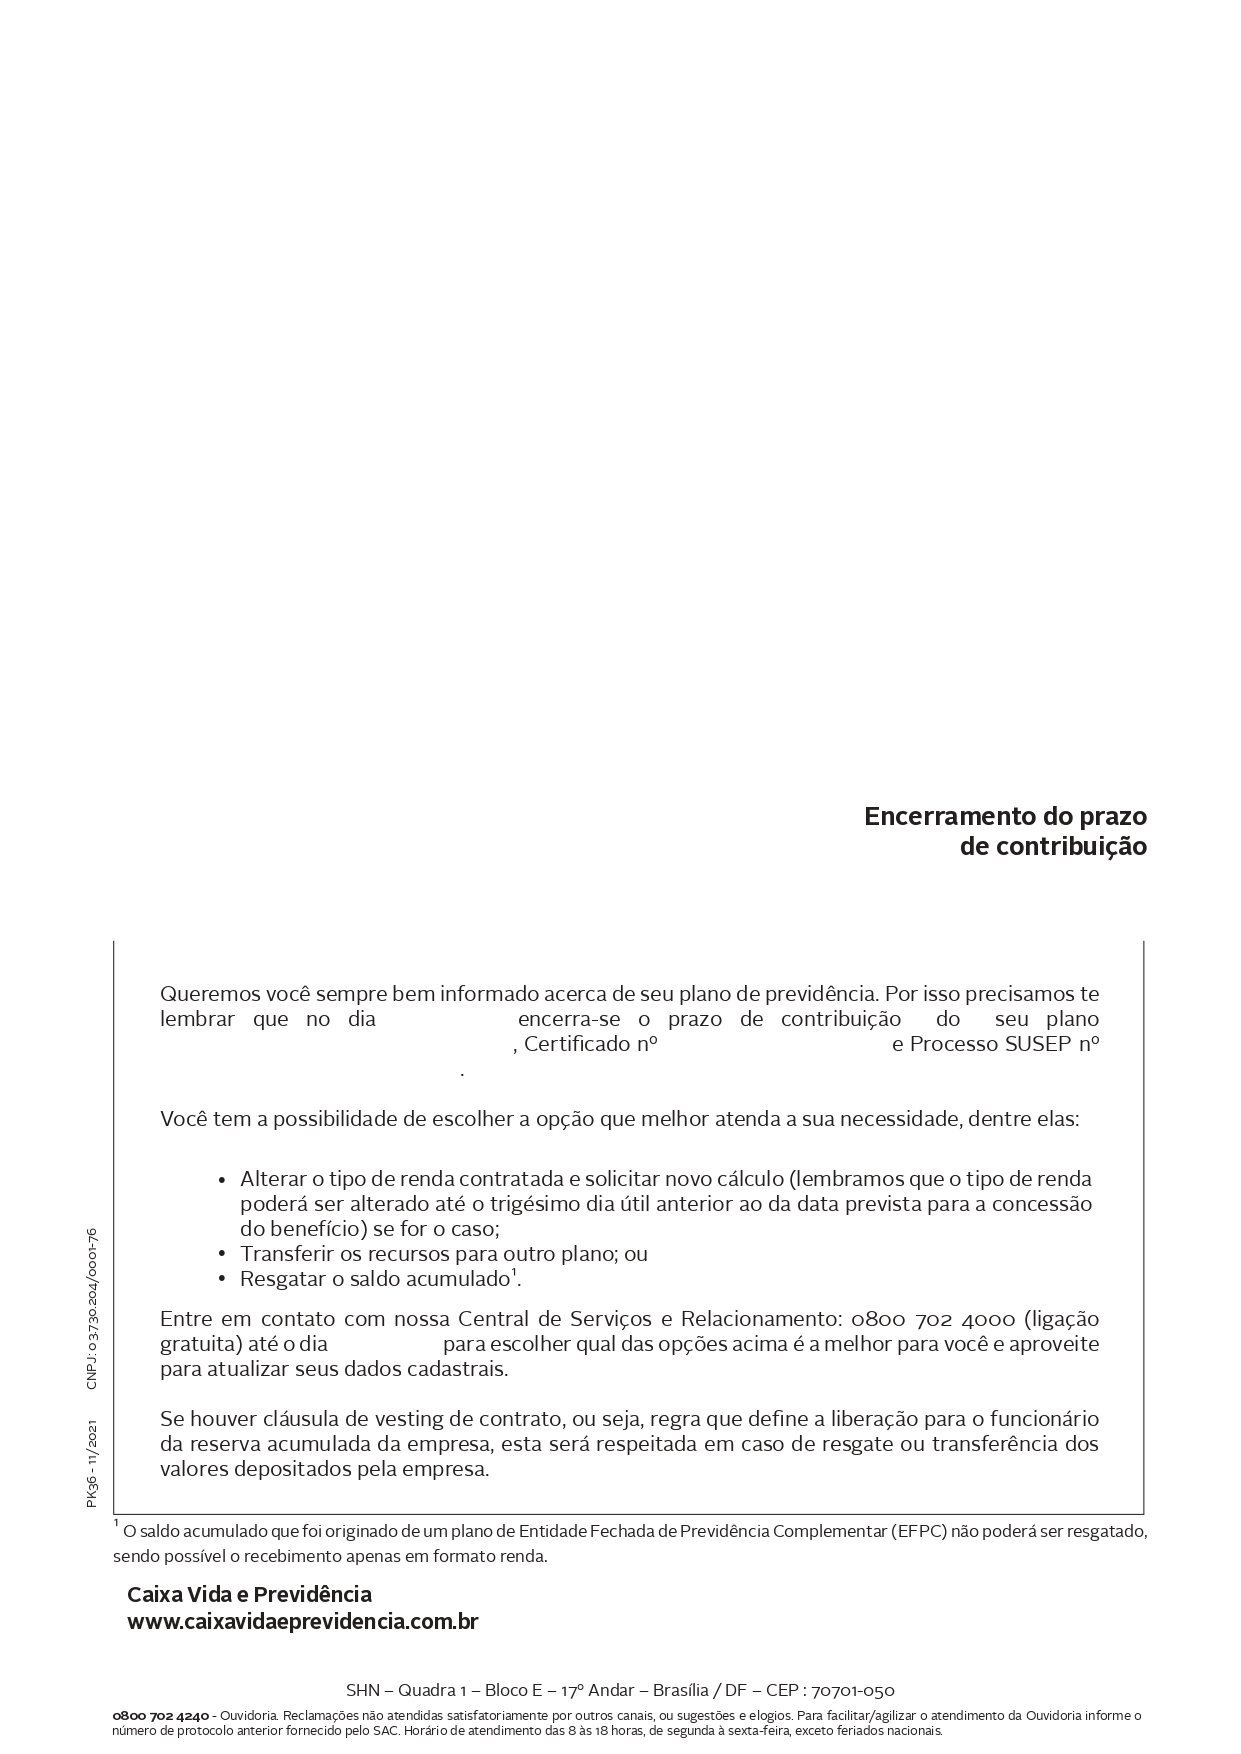 Encerramento do prazo
de contribuição
Queremos você sempre bem informado acerca de seu plano de previdência. Por isso precisamos te
lembrar que no dia encerra-se o prazo de contribuição do seu plano
, Certificado nº e Processo SUSEP nº
.
Você tem a possibilidade de escolher a opção que melhor atenda a sua necessidade, dentre elas:
• Alterar o tipo de renda contratada e solicitar novo cálculo (lembramos que o tipo de renda
poderá ser alterado até o trigésimo dia útil anterior ao da data prevista para a concessão
do benefício) se for o caso;
• Transferir os recursos para outro plano; ou
• Resgatar o saldo acumulado¹.
Entre em contato com nossa Central de Serviços e Relacionamento: 0800 702 4000 (ligação
gratuita) até o dia para escolher qual das opções acima é a melhor para você e aproveite
para atualizar seus dados cadastrais.
Se houver cláusula de vesting de contrato, ou seja, regra que define a liberação para o funcionário
da reserva acumulada da empresa, esta será respeitada em caso de resgate ou transferência dos
valores depositados pela empresa.
PK36 - 11/2021 CNPJ: 03.730.204/0001-76
¹ O saldo acumulado que foi originado de um plano de Entidade Fechada de Previdência Complementar (EFPC) não poderá ser resgatado,
sendo possível o recebimento apenas em formato renda.
Caixa Vida e Previdência
www.caixavidaeprevidencia.com.br
SHN – Quadra 1 – Bloco E – 17º Andar – Brasília / DF – CEP : 70701-050
0800 702 4240 - Ouvidoria. Reclamações não atendidas satisfatoriamente por outros canais, ou sugestões e elogios. Para facilitar/agilizar o atendimento da Ouvidoria informe o
número de protocolo anterior fornecido pelo SAC. Horário de atendimento das 8 às 18 horas, de segunda à sexta-feira, exceto feriados nacionais.